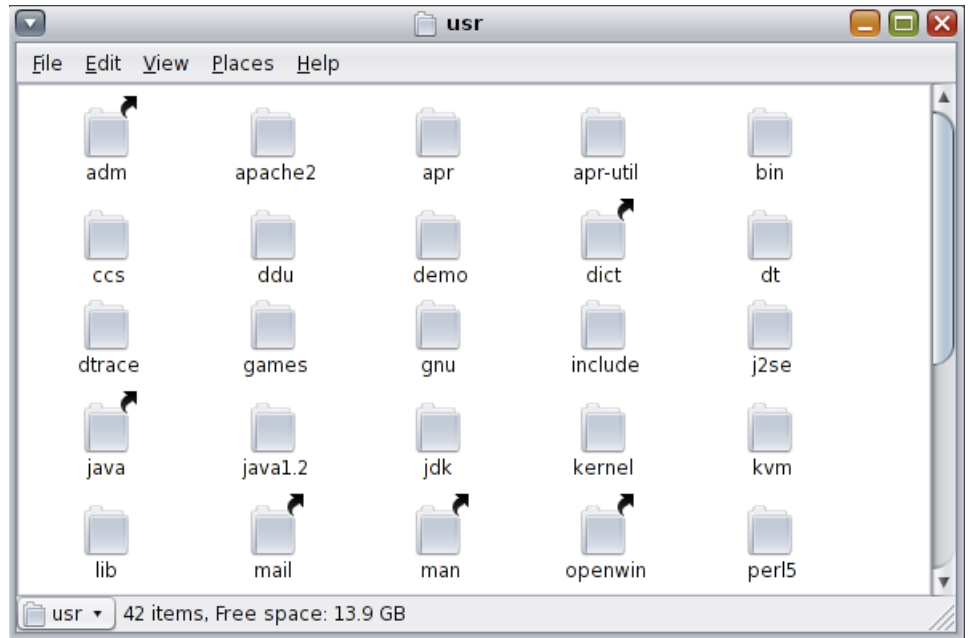 usr
File Edit View Places Help
adm apache2 apr apr-util bin
ccs ddu demo dict dt
dtrace games gnu include j2se
java java1.2 jdk kernel kvm
lib mail man openwin perl5
usr 42 items, Free space: 13.9 GB